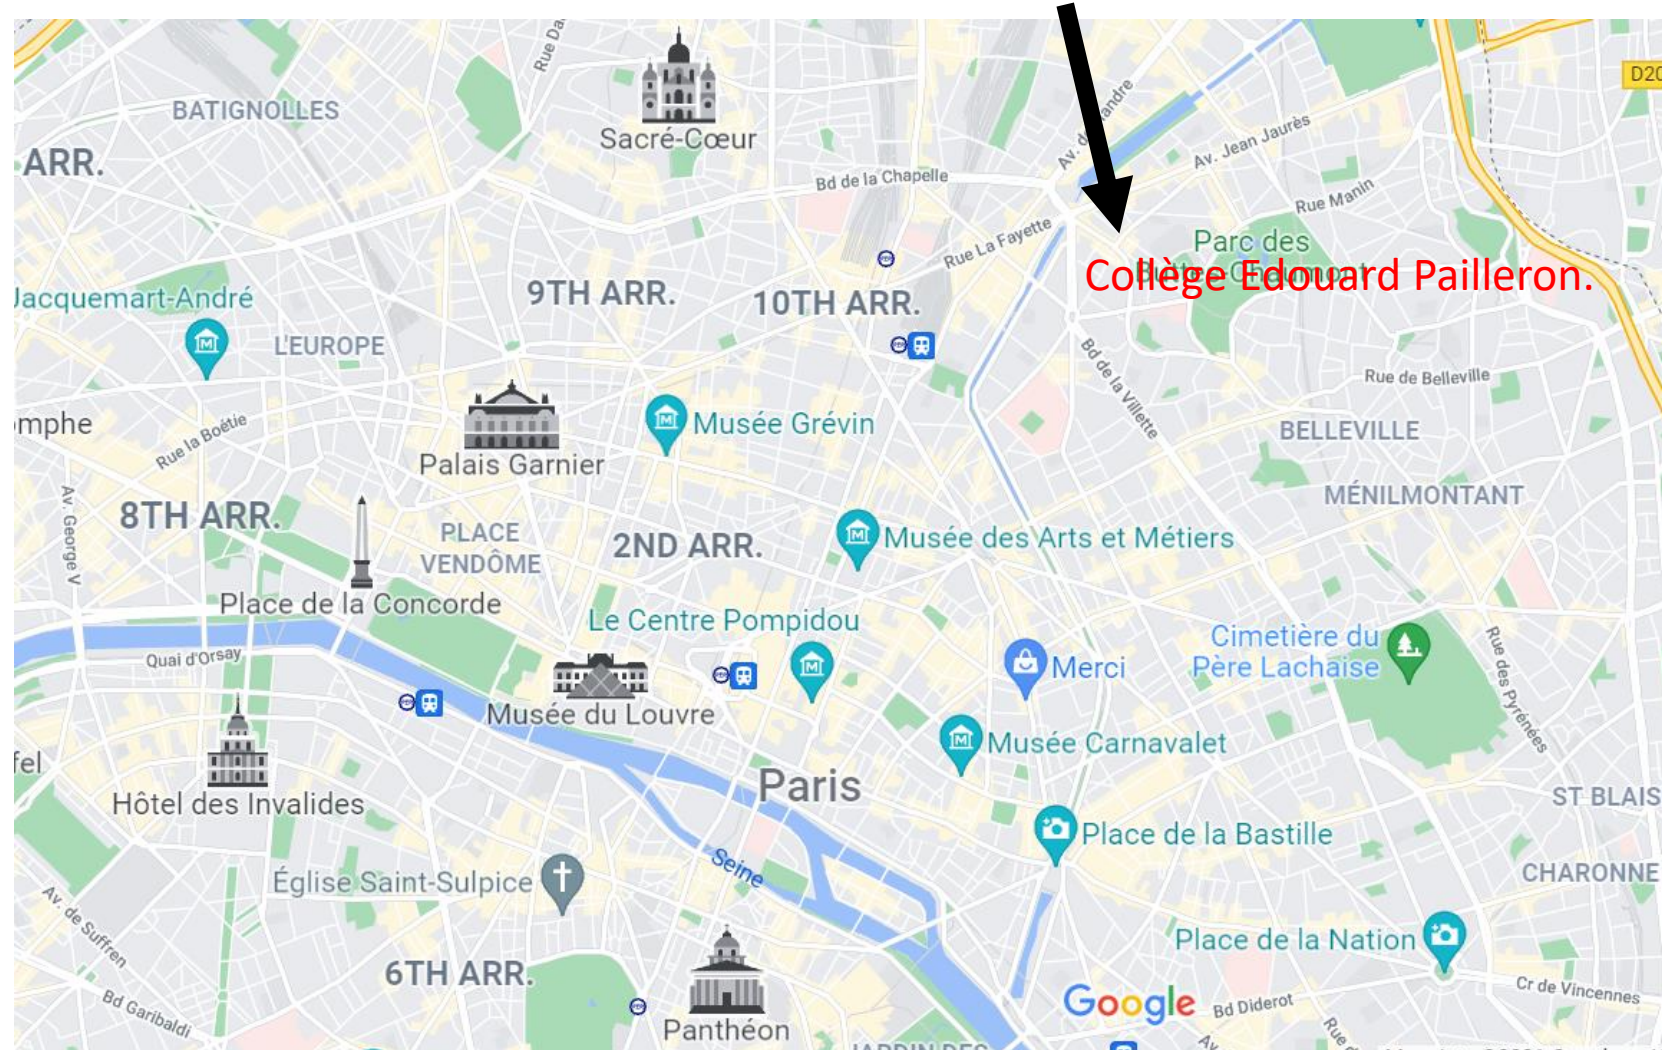 Rue Da
D20
BATIGNOLLES
Sacré-Cœur
Av. Jean Jaurès
ARR.
Bd de la Chapelle
Rue Manin
Rue La Fayette
Parc des
Buttes-Chaumont
Collège Edouard Pailleron.
Jacquemart-André
9TH ARR.
10TH ARR.
L'EUROPE
Bd de la Villette
Rue de Belleville
omphe
Rue la Boétie
Musée Grévin
BELLEVILLE
Palais Garnier
MÉNILMONTANT
Av. George V
8TH ARR.
PLACE
VENDÔME
2ND ARR.
Musée des Arts et Métiers
Place de la Concorde
Le Centre Pompidou
Cimetière du
Père Lachaise
Quai d'Orsay
Merci
Rue des Pyrénées
Musée du Louvre
Musée Carnavalet
fel
Paris
Hôtel des Invalides
ST BLAIS
Place de la Bastille
Seine
Église Saint-Sulpice
CHARONNE
Av. de Suffren
Place de la Nation
6TH ARR.
Cr de Vincennes
Bd Garibaldi
Google
Bd Diderot
Panthéon
JARDIN DES